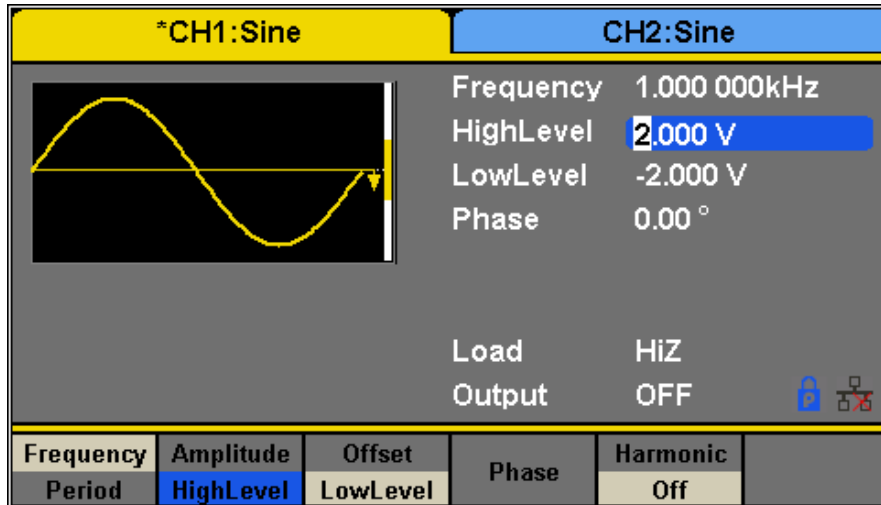 *CH1:Sine CH2:Sine
Frequency 1.000 000kHz
HighLevel 2.000 V
LowLevel -2.000 V
Phase 0.00 °
Load HiZ
Output OFF
P
Frequency Amplitude Offset Phase Harmonic
Period HighLevel LowLevel Off